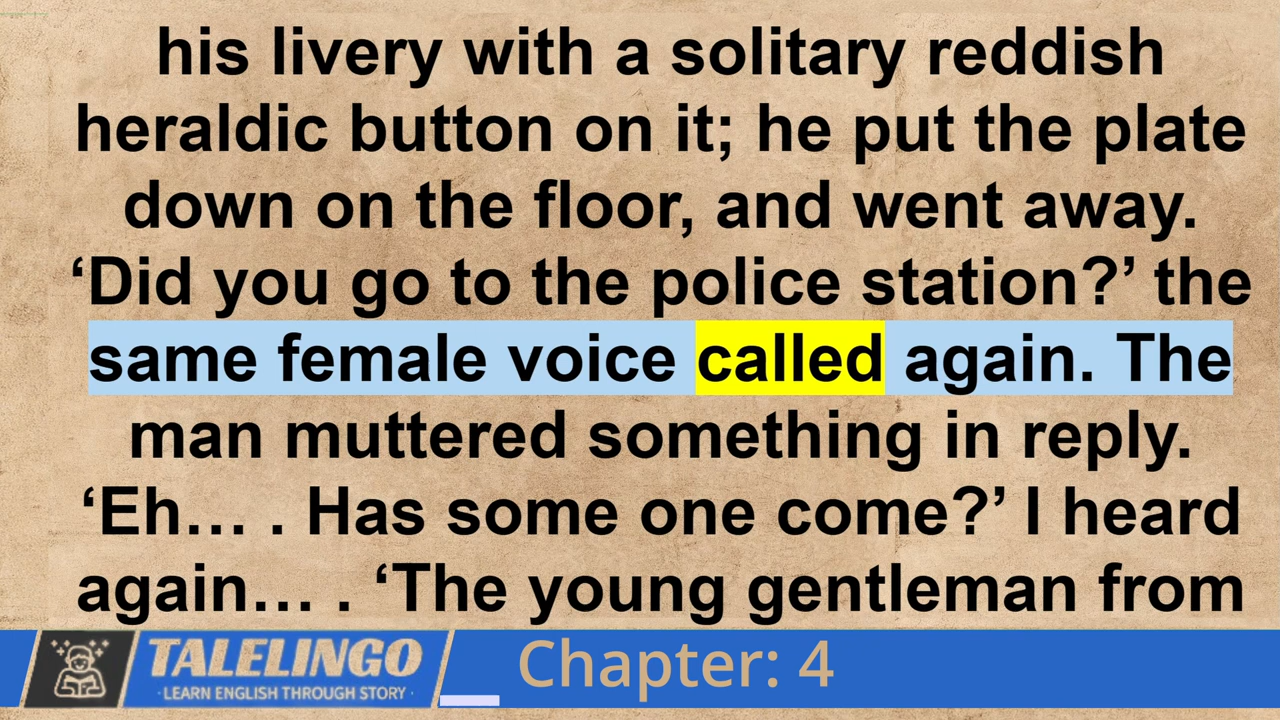 his livery with a solitary reddish
heraldic button on it; he put the plate
down on the floor, and went away.
‘Did you go to the police station?’ the
same female voice called again. The
man muttered something in reply.
‘Eh… . Has some one come?’ I heard
again… . ‘The young gentleman from
TALELINGO
· LEARN ENGLISH THROUGH STORY ·
Chapter: 4